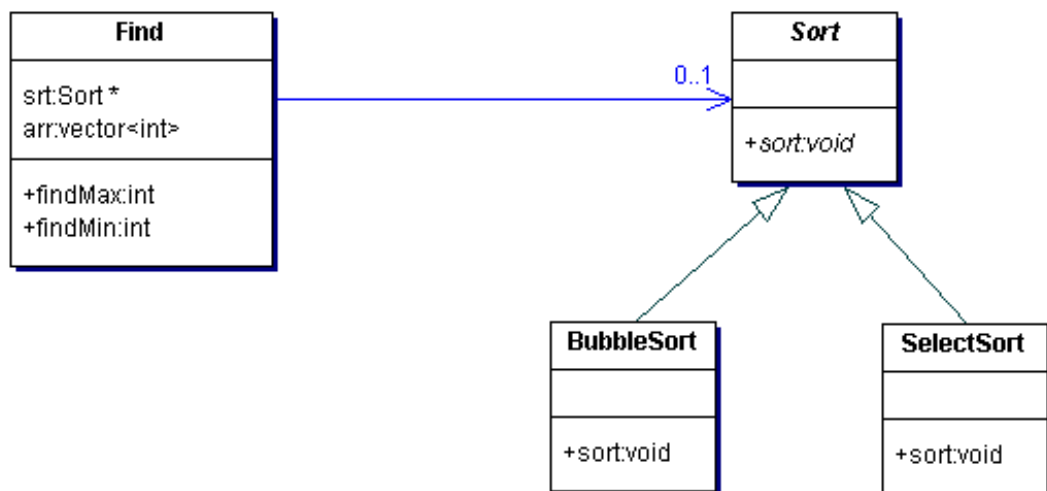 Find
srt:Sort *
arr:vector<int>
+findMax:int
+findMin:int
0..1
Sort
+sort:void
BubbleSort
+sort:void
SelectSort
+sort:void